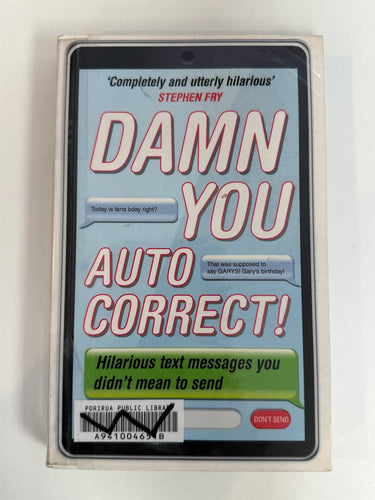 'Completely and utterly hilarious'
STEPHEN FRY
DAMN
YOU
Today is farts bday right?
That was supposed to
say GARYS! Gary's birthday!
AUTO
CORRECT!
Hilarious text messages you
didn't mean to send
PORIRUA PUBLIC
DON'T SEND